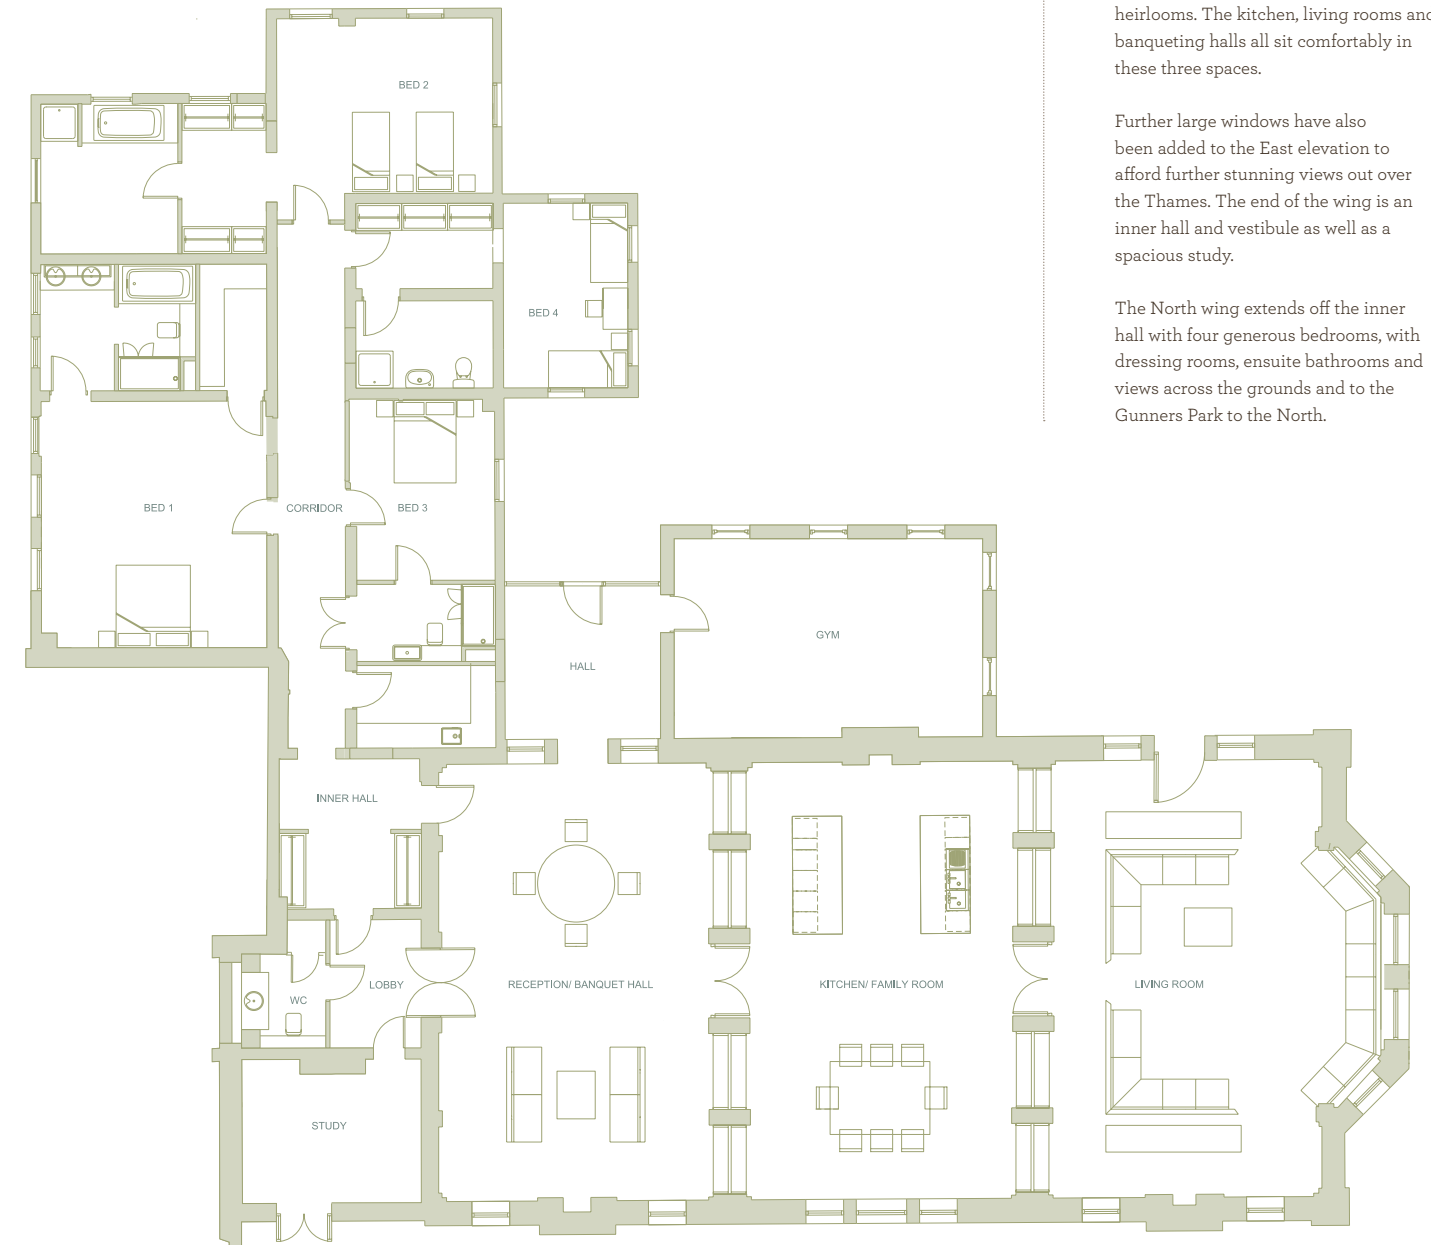 heirlooms. The kitchen, living rooms and
banqueting halls all sit comfortably in
these three spaces.
Further large windows have also
been added to the East elevation to
afford further stunning views out over
the Thames. The end of the wing is an
inner hall and vestibule as well as a
spacious study.
The North wing extends off the inner
hall with four generous bedrooms, with
dressing rooms, ensuite bathrooms and
views across the grounds and to the
Gunners Park to the North.
BED 2
BED 4
BED 1
CORRIDOR
BED 3
GYM
HALL
INNER HALL
LOBBY
WC
RECEPTION/ BANQUET HALL
KITCHEN/ FAMILY ROOM
LIVING ROOM
STUDY